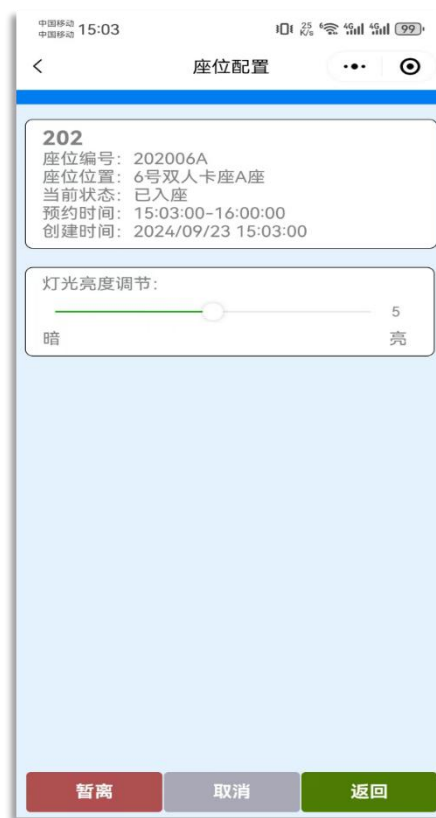 中国移动
中国移动 15:03 25 K/s 6 4G 4G 99
座位配置
202
座位编号：202006A
座位位置：6号双人卡座A座
当前状态：已入座
预约时间：15:03:00-16:00:00
创建时间：2024/09/23 15:03:00
灯光亮度调节：
5
暗 亮
暂离 取消 返回